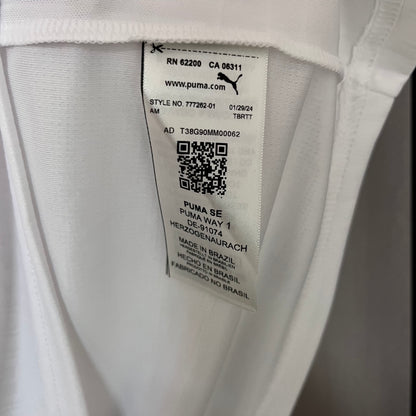 RN 62200 CA 06311
www.puma.com
STYLE NO. 777262-01 01/29/24
AM TBRTT
AD T38G90MM00062
PUMA SE
PUMA WAY 1
DE-91074
HERZOGENAURACH
MADE IN BRAZIL
HECHO EN BRASIL
FABRICADO NO BRASIL